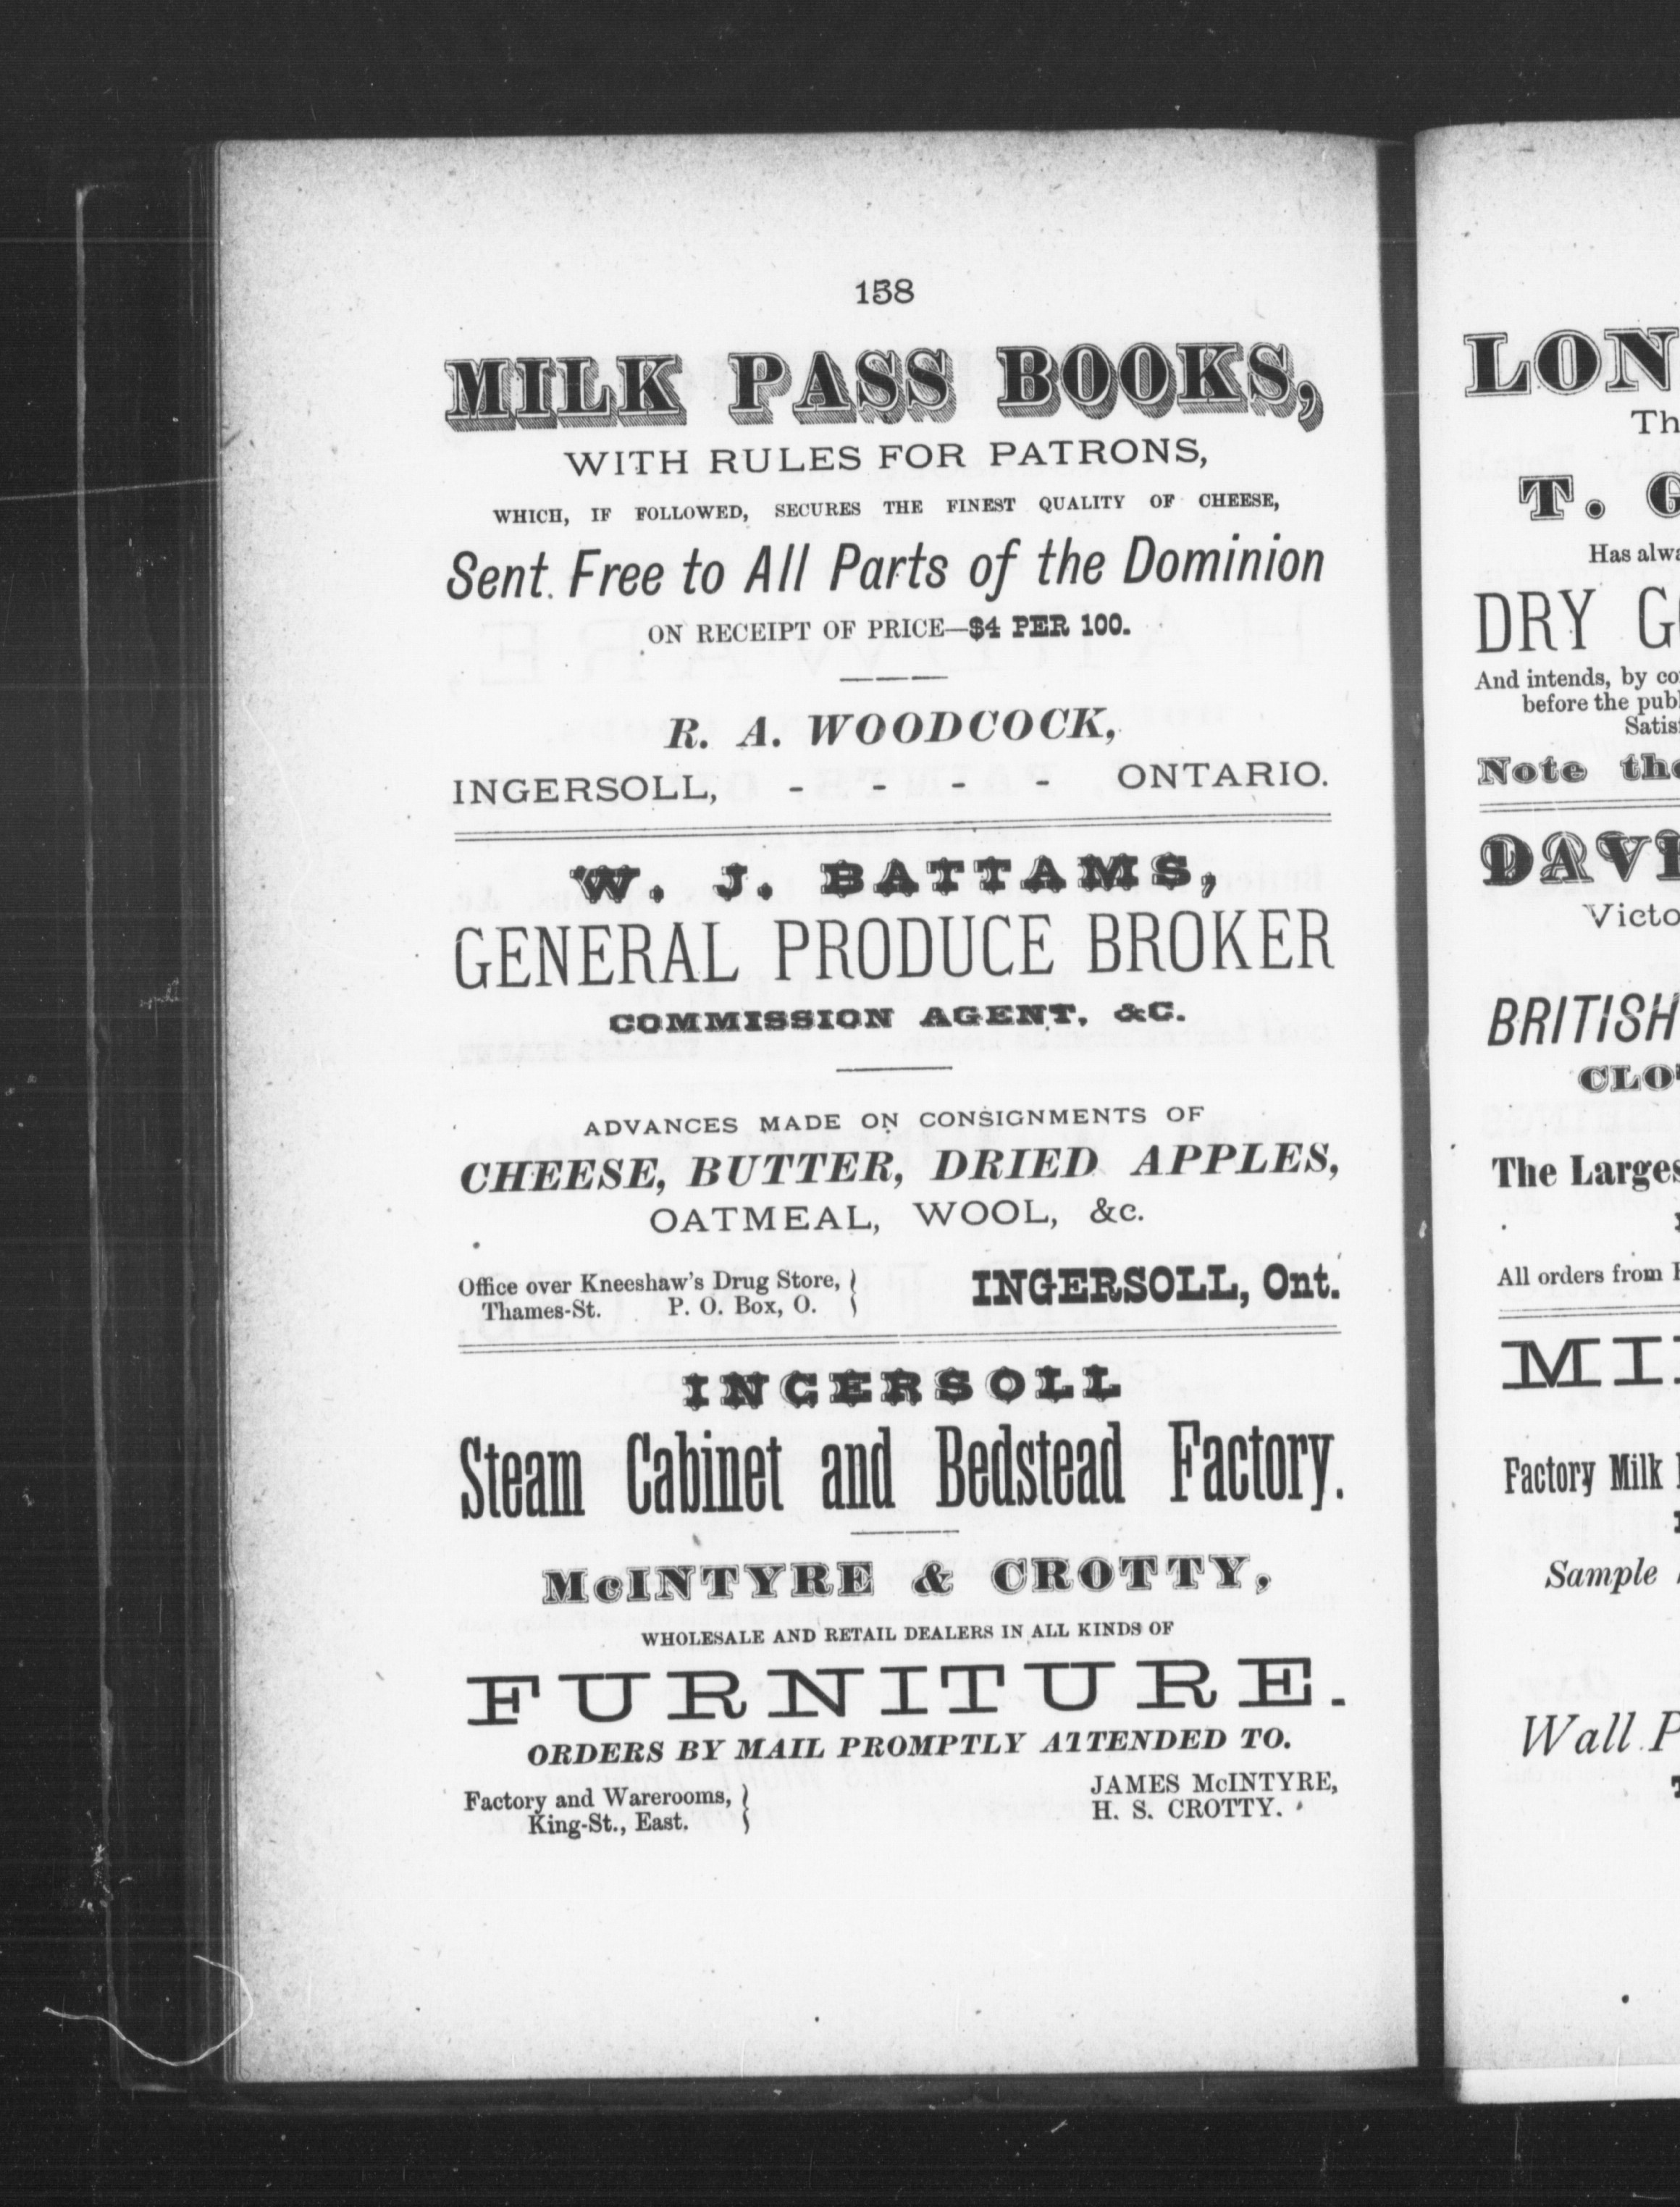 158
MILK PASS BOOKS,
WITH RULES FOR PATRONS,
WHICH, IF FOLLOWED, SECURES THE FINEST QUALITY OF CHEESE,
Sent Free to All Parts of the Dominion
ON RECEIPT OF PRICE—$4 PER 100.
R. A. WOODCOCK,
INGERSOLL, - - - - ONTARIO.
W. J. BATTAMS,
GENERAL PRODUCE BROKER
COMMISSION AGENT, &C.
ADVANCES MADE ON CONSIGNMENTS OF
CHEESE, BUTTER, DRIED APPLES,
OATMEAL, WOOL, &c.
Office over Kneeshaw's Drug Store, } INGERSOLL, Ont.
Thames-St. P. O. Box, O.
INGERSOLL
Steam Cabinet and Bedstead Factory.
McINTYRE & CROTTY,
WHOLESALE AND RETAIL DEALERS IN ALL KINDS OF
FURNITURE.
ORDERS BY MAIL PROMPTLY ATTENDED TO.
Factory and Warerooms, } JAMES McINTYRE,
King-St., East. H. S. CROTTY.
LON
Th
T. G
Has alwa
DRY GO
And intends, by co
before the publ
Satis
Note the
DAVI
Victo
BRITISH
CLO
The Larges
All orders from
MI
Factory Milk
Sample
Wall P